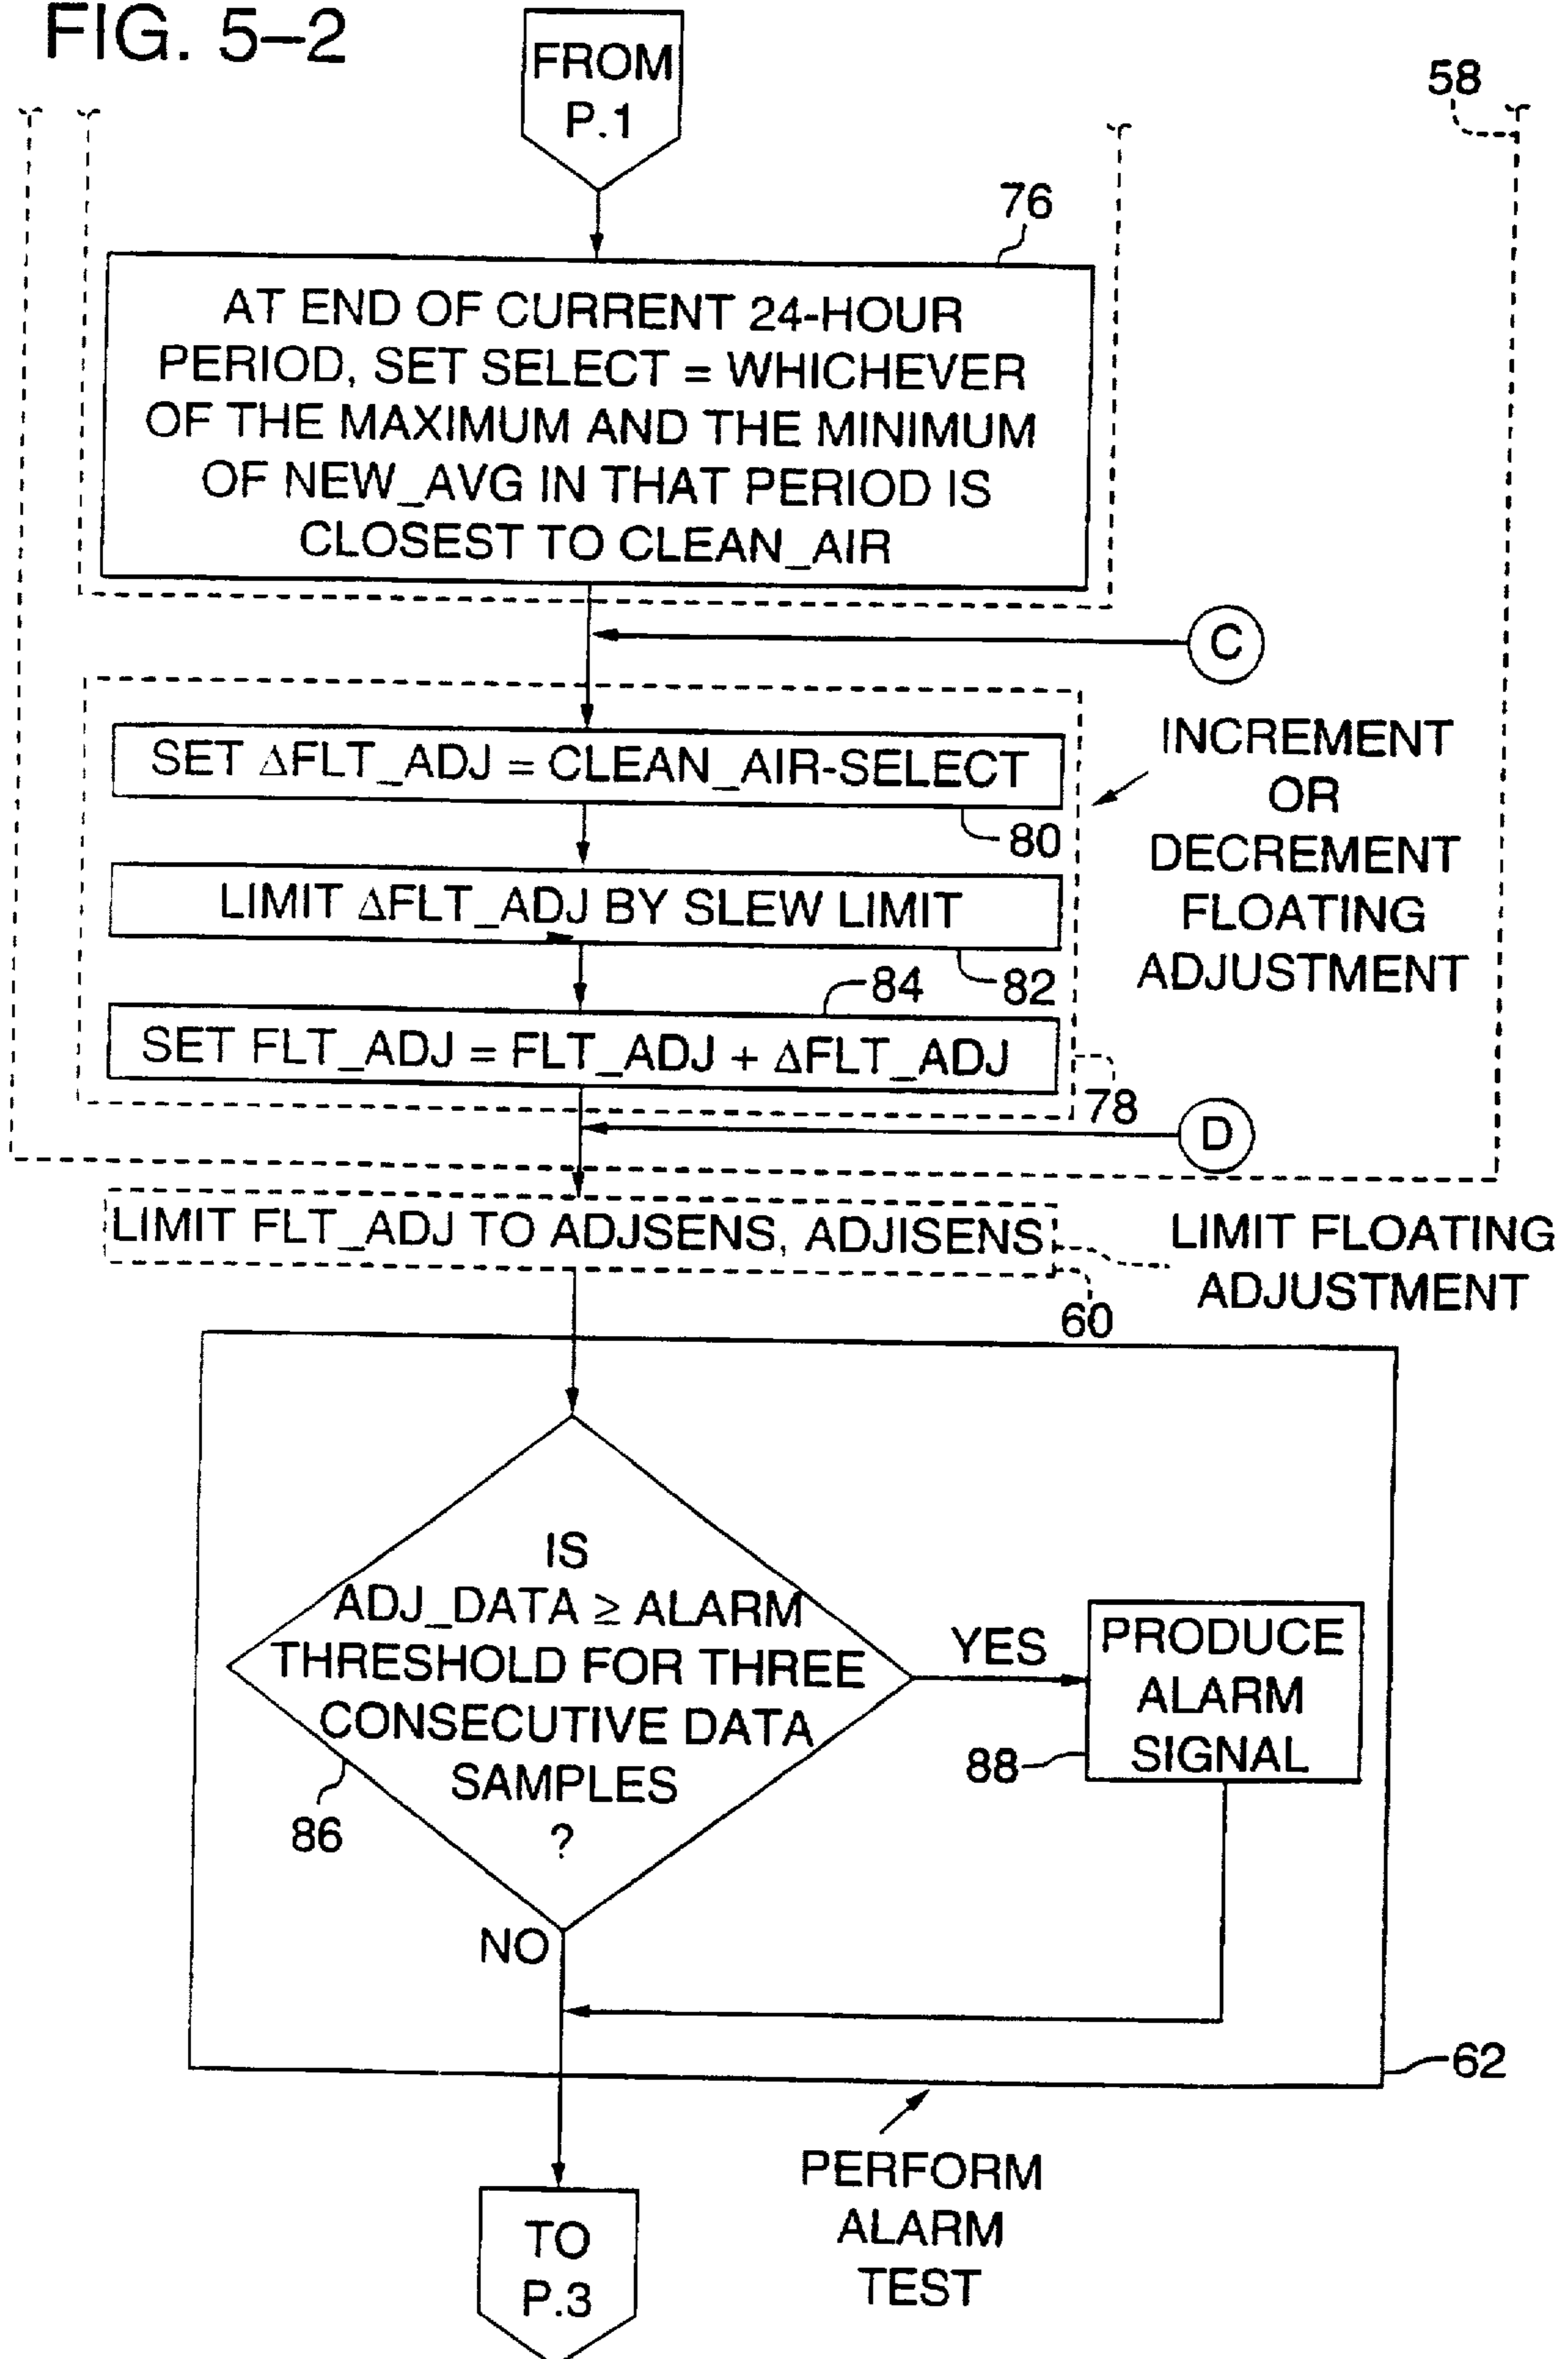 FIG. 5–2
FROM
P.1
58
76
AT END OF CURRENT 24-HOUR
PERIOD, SET SELECT = WHICHEVER
OF THE MAXIMUM AND THE MINIMUM
OF NEW_AVG IN THAT PERIOD IS
CLOSEST TO CLEAN_AIR
C
SET ΔFLT_ADJ = CLEAN_AIR-SELECT
80
LIMIT ΔFLT_ADJ BY SLEW LIMIT
82
84
SET FLT_ADJ = FLT_ADJ + ΔFLT_ADJ
78
INCREMENT
OR
DECREMENT
FLOATING
ADJUSTMENT
D
LIMIT FLT_ADJ TO ADJSENS, ADJISENS
60
LIMIT FLOATING
ADJUSTMENT
IS
ADJ_DATA ≥ ALARM
THRESHOLD FOR THREE
CONSECUTIVE DATA
SAMPLES
?
86
YES
PRODUCE
ALARM
SIGNAL
88
NO
62
PERFORM
ALARM
TEST
TO
P.3